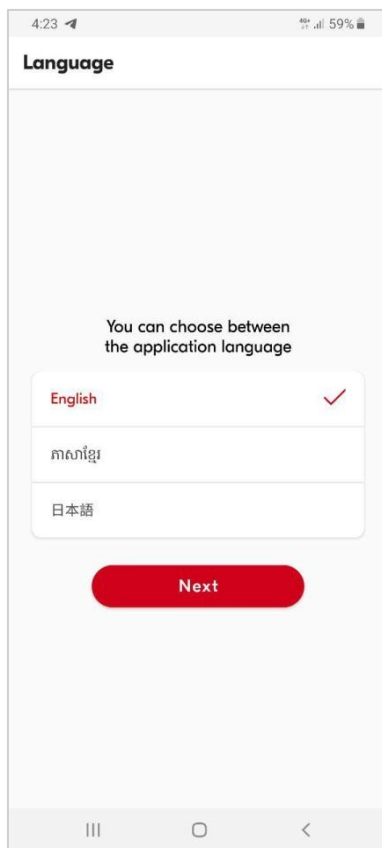 4:23
59%
Language
You can choose between
the application language
English
ភាសាខ្មែរ
日本語
Next